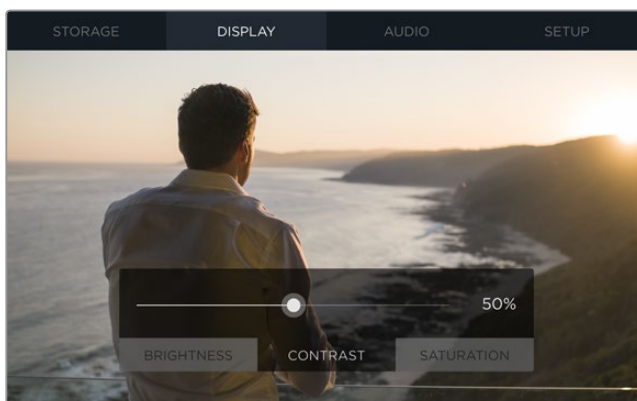 STORAGE DISPLAY AUDIO SETUP
50%
BRIGHTNESS CONTRAST SATURATION